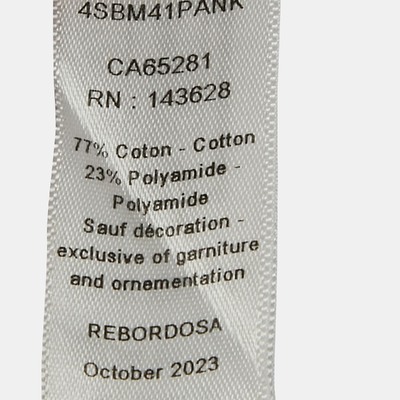 4SBM41PANK
CA65281
RN : 143628
77% Coton - Cotton
23% Polyamide -
Polyamide
Sauf décoration -
exclusive of garniture
and ornementation
REBORDOSA
October 2023